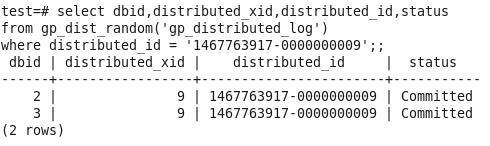 test=# select dbid,distributed_xid,distributed_id,status
from gp_dist_random('gp_distributed_log')
where distributed_id = '1467763917-0000000009';;
 dbid | distributed_xid |    distributed_id     |  status
------+-----------------+-----------------------+-----------
    2 |               9 | 1467763917-0000000009 | Committed
    3 |               9 | 1467763917-0000000009 | Committed
(2 rows)